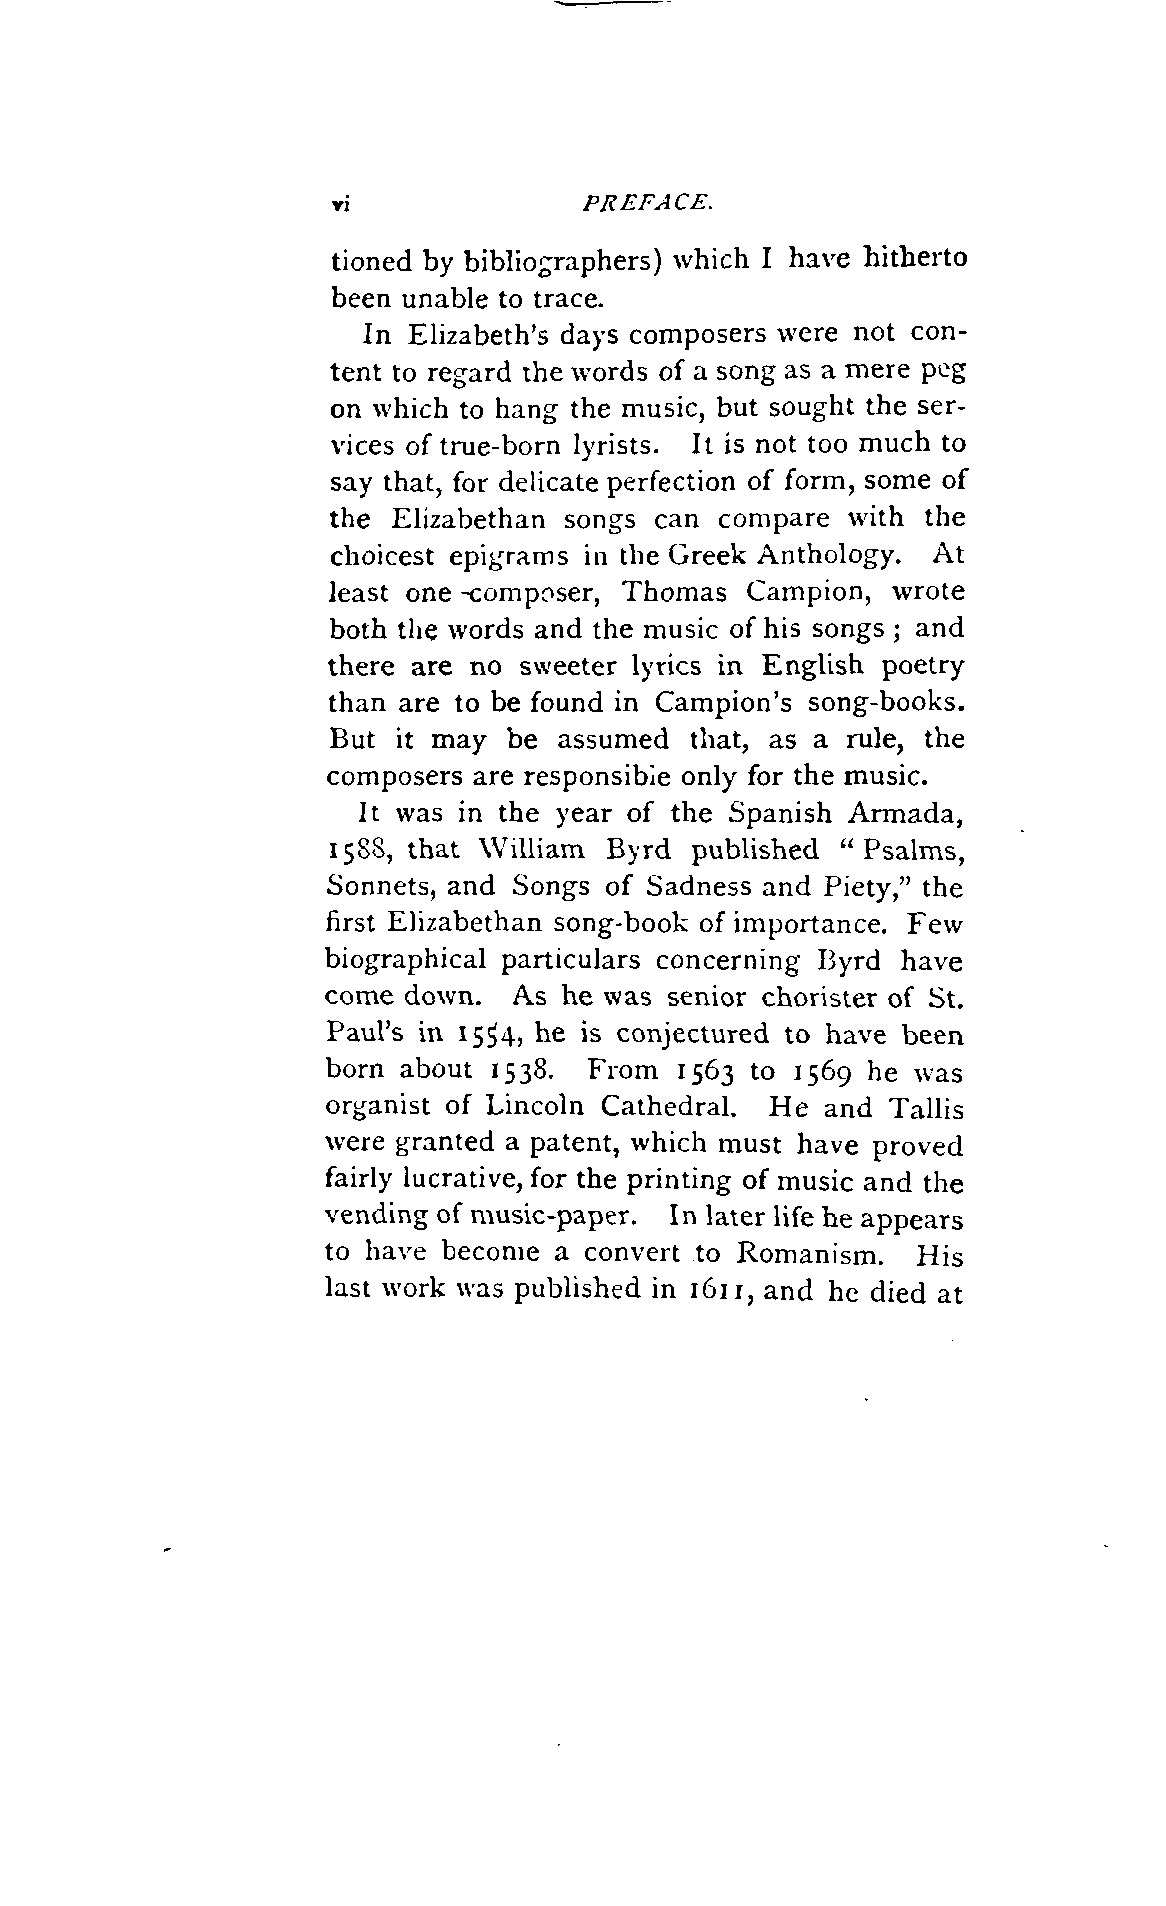 vi PREFACE.
tioned by bibliographers) which I have hitherto
been unable to trace.
In Elizabeth's days composers were not con-
tent to regard the words of a song as a mere peg
on which to hang the music, but sought the ser-
vices of true-born lyrists. It is not too much to
say that, for delicate perfection of form, some of
the Elizabethan songs can compare with the
choicest epigrams in the Greek Anthology. At
least one composer, Thomas Campion, wrote
both the words and the music of his songs ; and
there are no sweeter lyrics in English poetry
than are to be found in Campion's song-books.
But it may be assumed that, as a rule, the
composers are responsible only for the music.
It was in the year of the Spanish Armada,
1588, that William Byrd published " Psalms,
Sonnets, and Songs of Sadness and Piety," the
first Elizabethan song-book of importance. Few
biographical particulars concerning Byrd have
come down. As he was senior chorister of St.
Paul's in 1554, he is conjectured to have been
born about 1538. From 1563 to 1569 he was
organist of Lincoln Cathedral. He and Tallis
were granted a patent, which must have proved
fairly lucrative, for the printing of music and the
vending of music-paper. In later life he appears
to have become a convert to Romanism. His
last work was published in 1611, and he died at